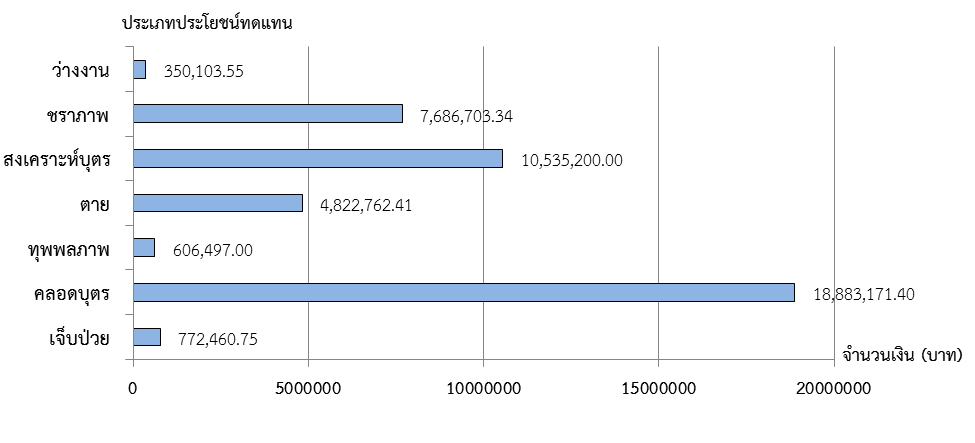 ประเภทประโยชน์ทดแทน
ว่างงาน 350,103.55
ชราภาพ 7,686,703.34
สงเคราะห์บุตร 10,535,200.00
ตาย 4,822,762.41
ทุพพลภาพ 606,497.00
คลอดบุตร 18,883,171.40
เจ็บป่วย 772,460.75
จำนวนเงิน (บาท)
0 5000000 10000000 15000000 20000000